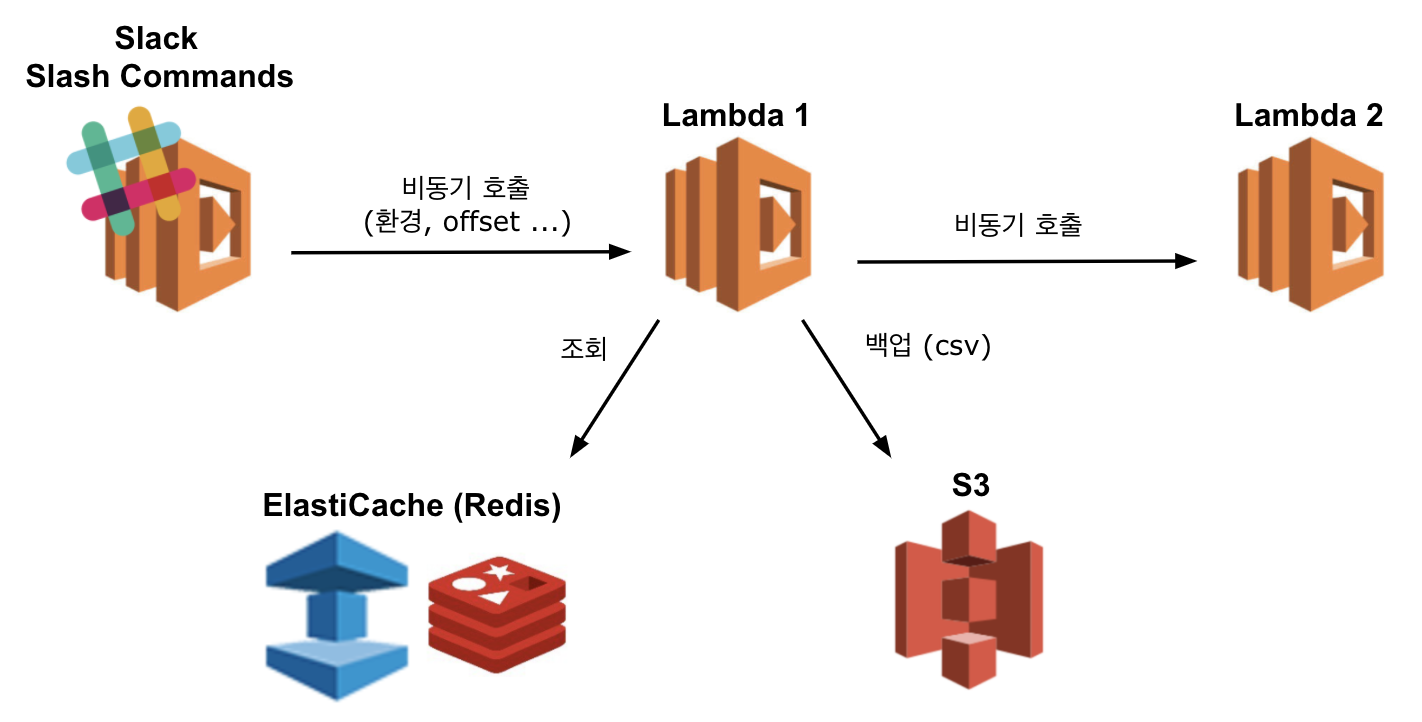 Slack
Slash Commands
Lambda 1
Lambda 2
비동기 호출
(환경, offset ...)
비동기 호출
조회
백업 (csv)
ElastiCache (Redis)
S3